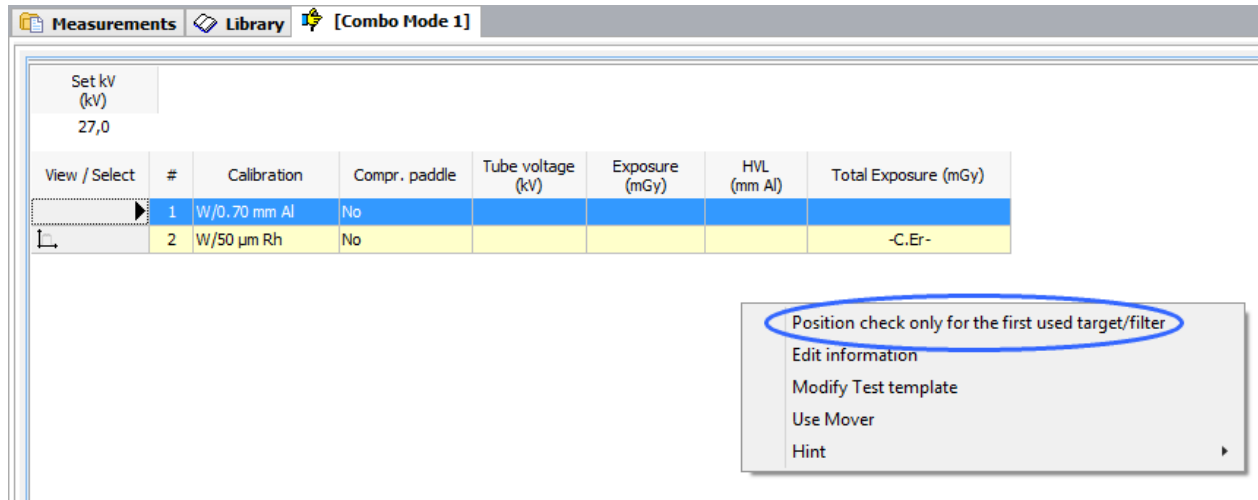 Measurements Library [Combo Mode 1]
Set kV
(kV)
27,0
View / Select # Calibration Compr. paddle Tube voltage (kV) Exposure (mGy) HVL (mm Al) Total Exposure (mGy)
1 W/0.70 mm Al No
2 W/50 µm Rh No -C.Er-
Position check only for the first used target/filter
Edit information
Modify Test template
Use Mover
Hint